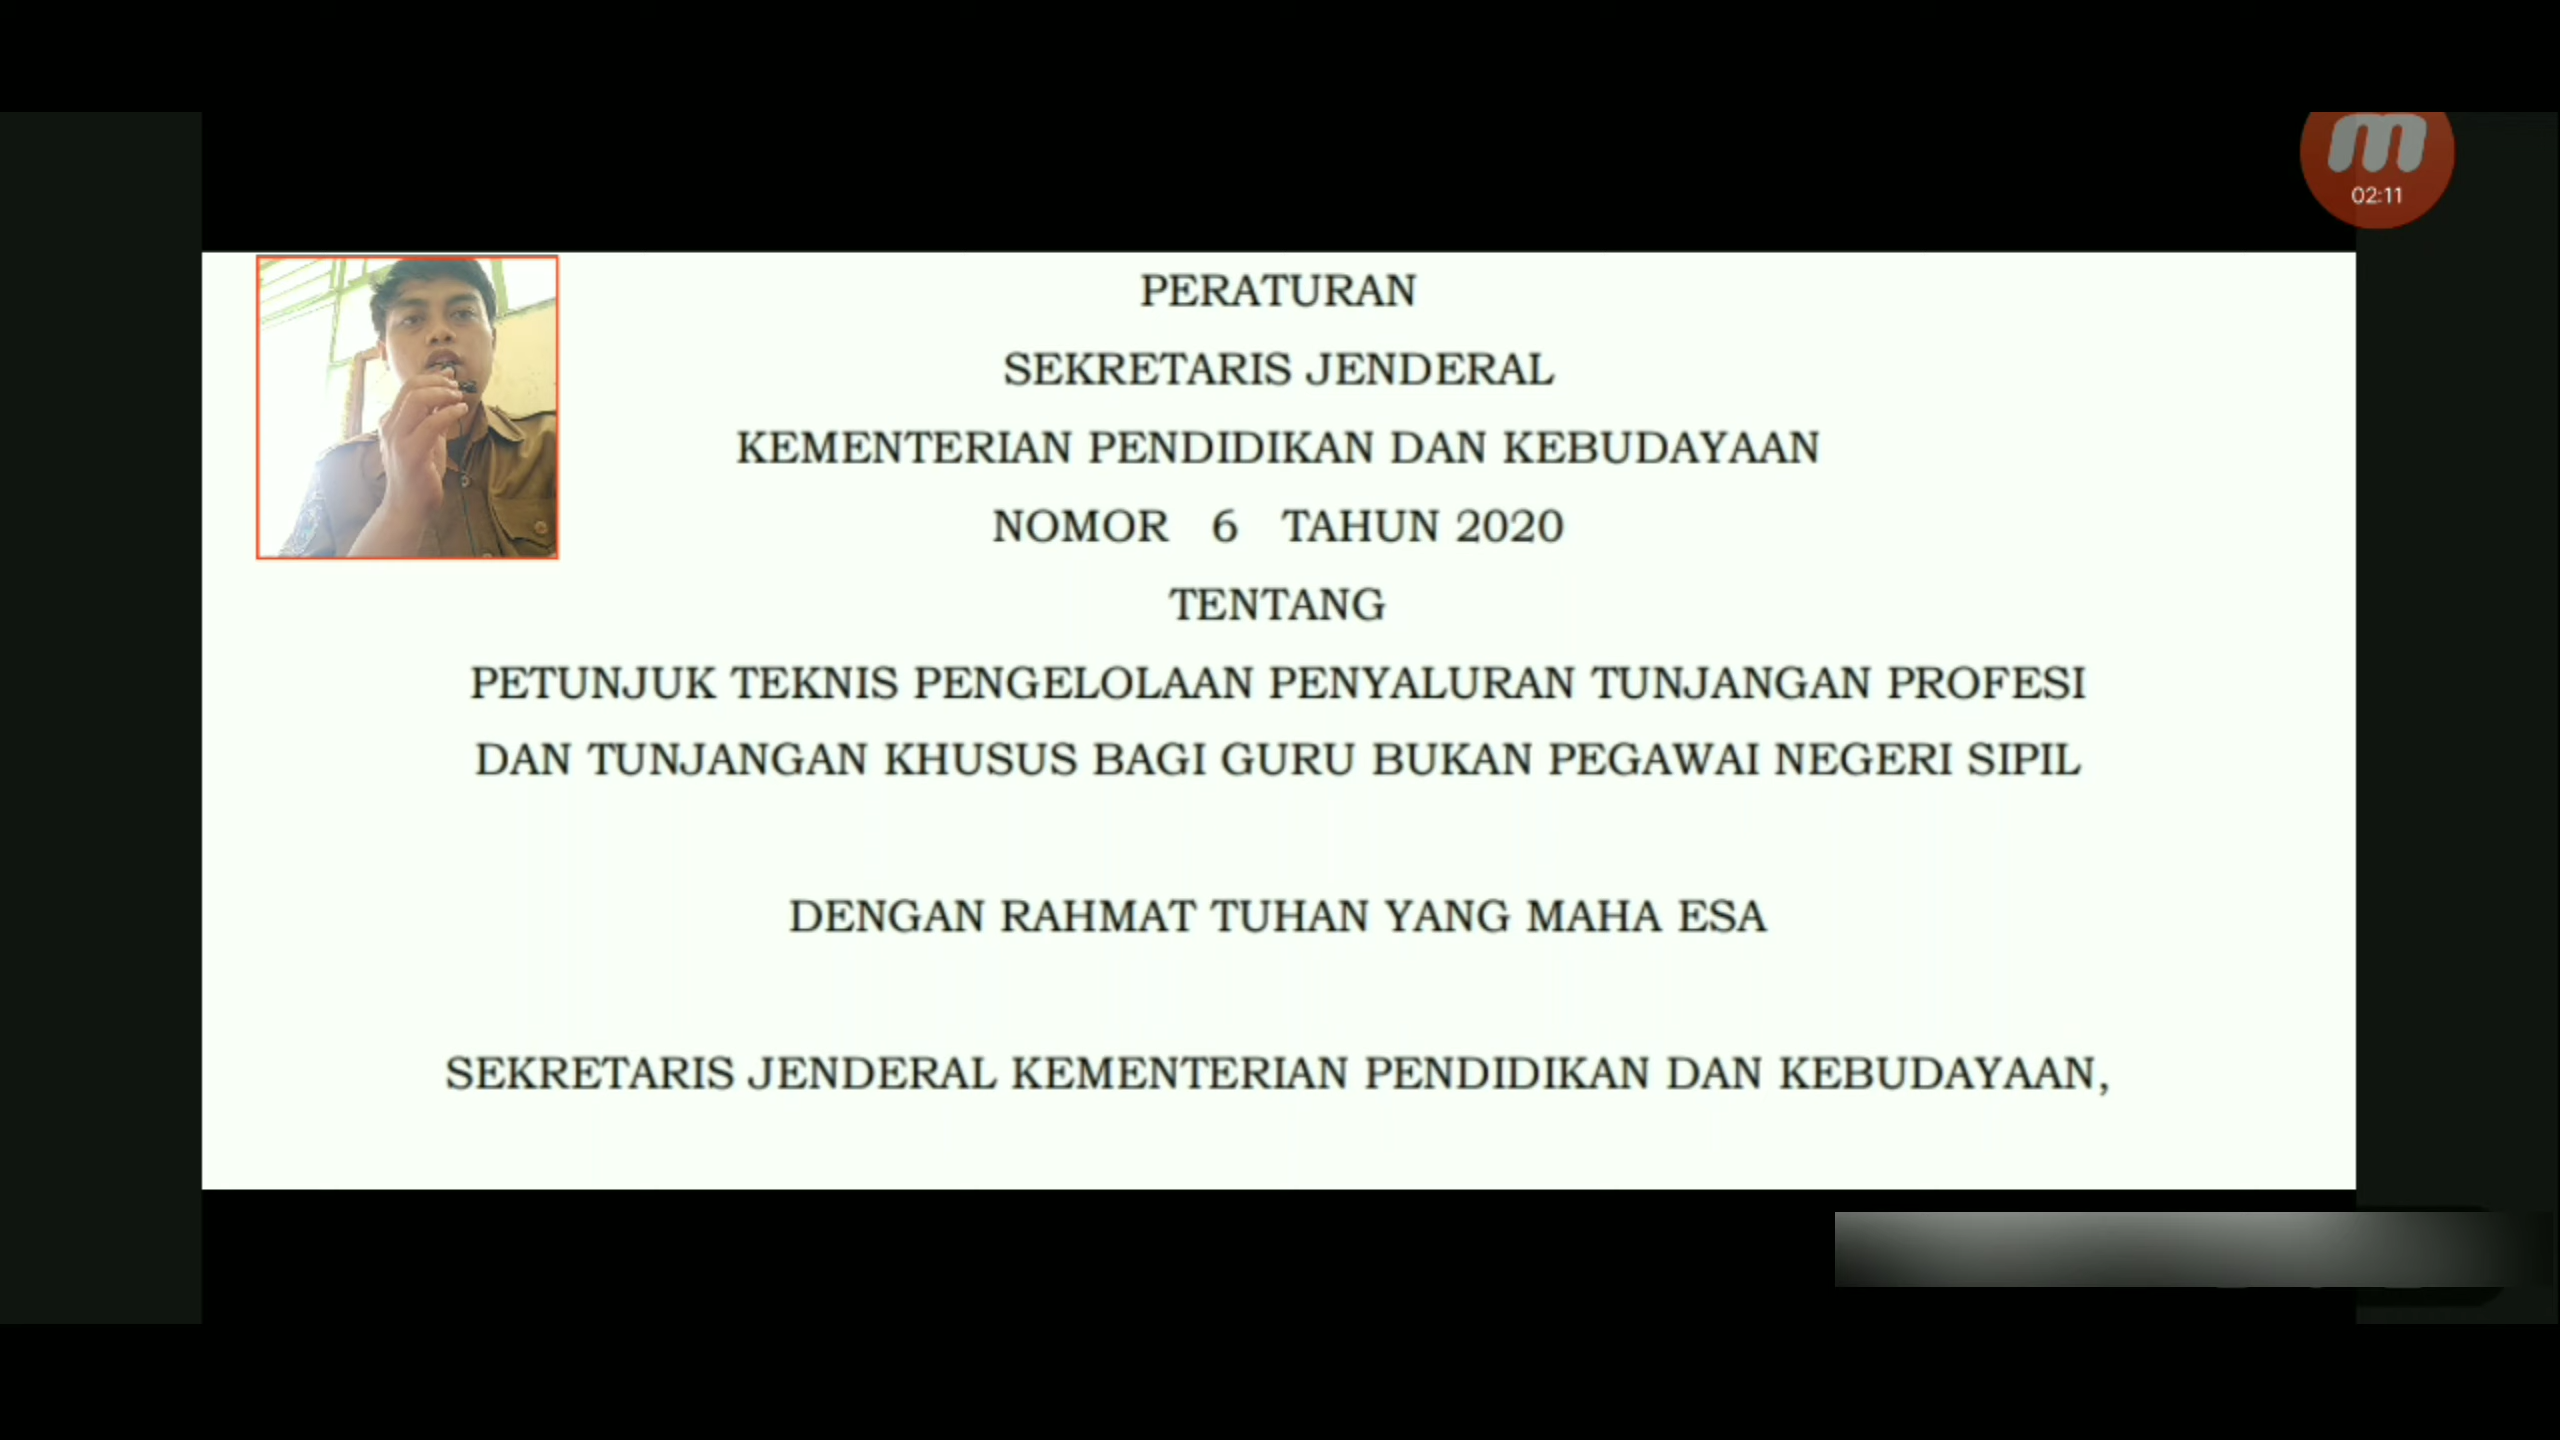 m
02:11
PERATURAN
SEKRETARIS JENDERAL
KEMENTERIAN PENDIDIKAN DAN KEBUDAYAAN
NOMOR 6 TAHUN 2020
TENTANG
PETUNJUK TEKNIS PENGELOLAAN PENYALURAN TUNJANGAN PROFESI
DAN TUNJANGAN KHUSUS BAGI GURU BUKAN PEGAWAI NEGERI SIPIL
DENGAN RAHMAT TUHAN YANG MAHA ESA
SEKRETARIS JENDERAL KEMENTERIAN PENDIDIKAN DAN KEBUDAYAAN,